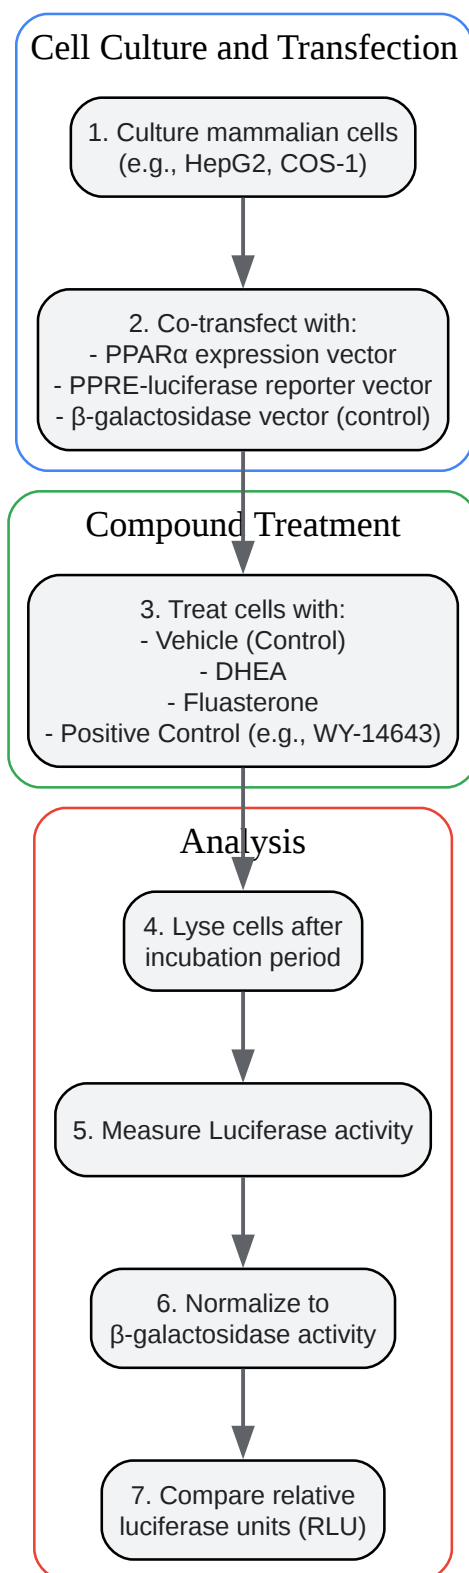 Cell Culture and Transfection
1. Culture mammalian cells
(e.g., HepG2, COS-1)
2. Co-transfect with:
- PPARα expression vector
- PPRE-luciferase reporter vector
- β-galactosidase vector (control)
Compound Treatment
3. Treat cells with:
- Vehicle (Control)
- DHEA
- Fluasterone
- Positive Control (e.g., WY-14643)
Analysis
4. Lyse cells after
incubation period
5. Measure Luciferase activity
6. Normalize to
β-galactosidase activity
7. Compare relative
luciferase units (RLU)